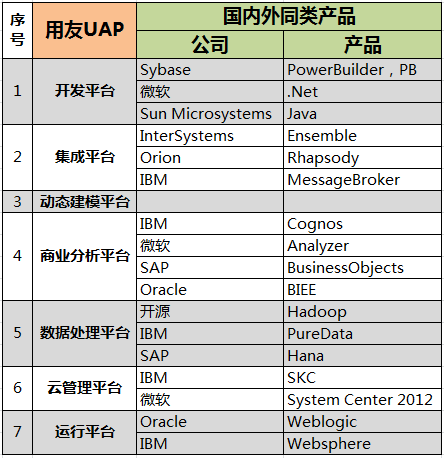 序号 用友UAP 国内外同类产品
公司 产品
1 开发平台 Sybase PowerBuilder，PB
微软 .Net
Sun Microsystems Java
2 集成平台 InterSystems Ensemble
Orion Rhapsody
IBM MessageBroker
3 动态建模平台
4 商业分析平台 IBM Cognos
微软 Analyzer
SAP BusinessObjects
Oracle BIEE
5 数据处理平台 开源 Hadoop
IBM PureData
SAP Hana
6 云管理平台 IBM SKC
微软 System Center 2012
7 运行平台 Oracle Weblogic
IBM Websphere